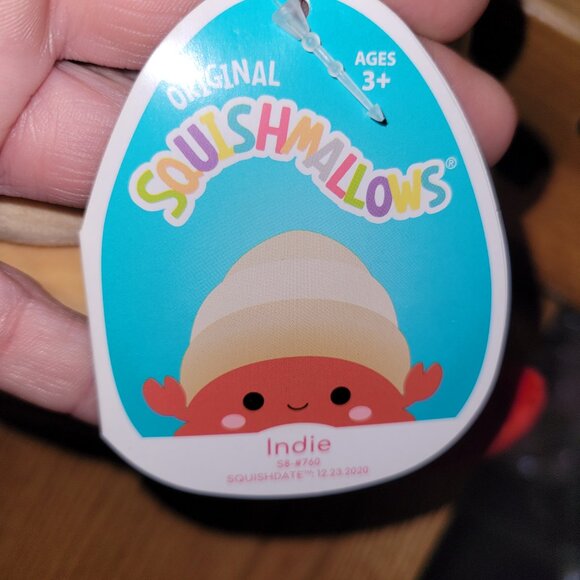 ORIGINAL
SQUISHMALLOWS®
AGES
3+
Indie
S8-#760
SQUISHDATE™: 12.23.2020